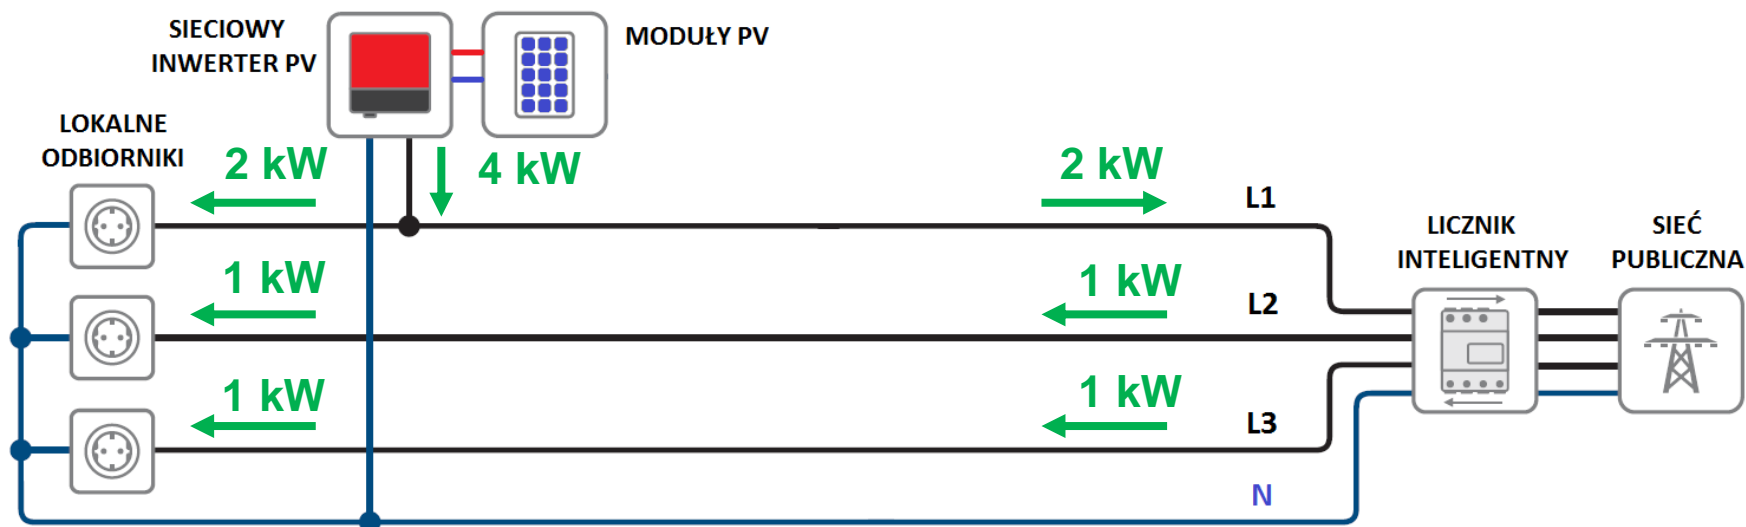 SIECIOWY
INWERTER PV
MODUŁY PV
LOKALNE
ODBIORNIKI
2 kW
4 kW
2 kW
L1
LICZNIK
INTELIGENTNY
SIEĆ
PUBLICZNA
1 kW
1 kW
L2
1 kW
1 kW
L3
N